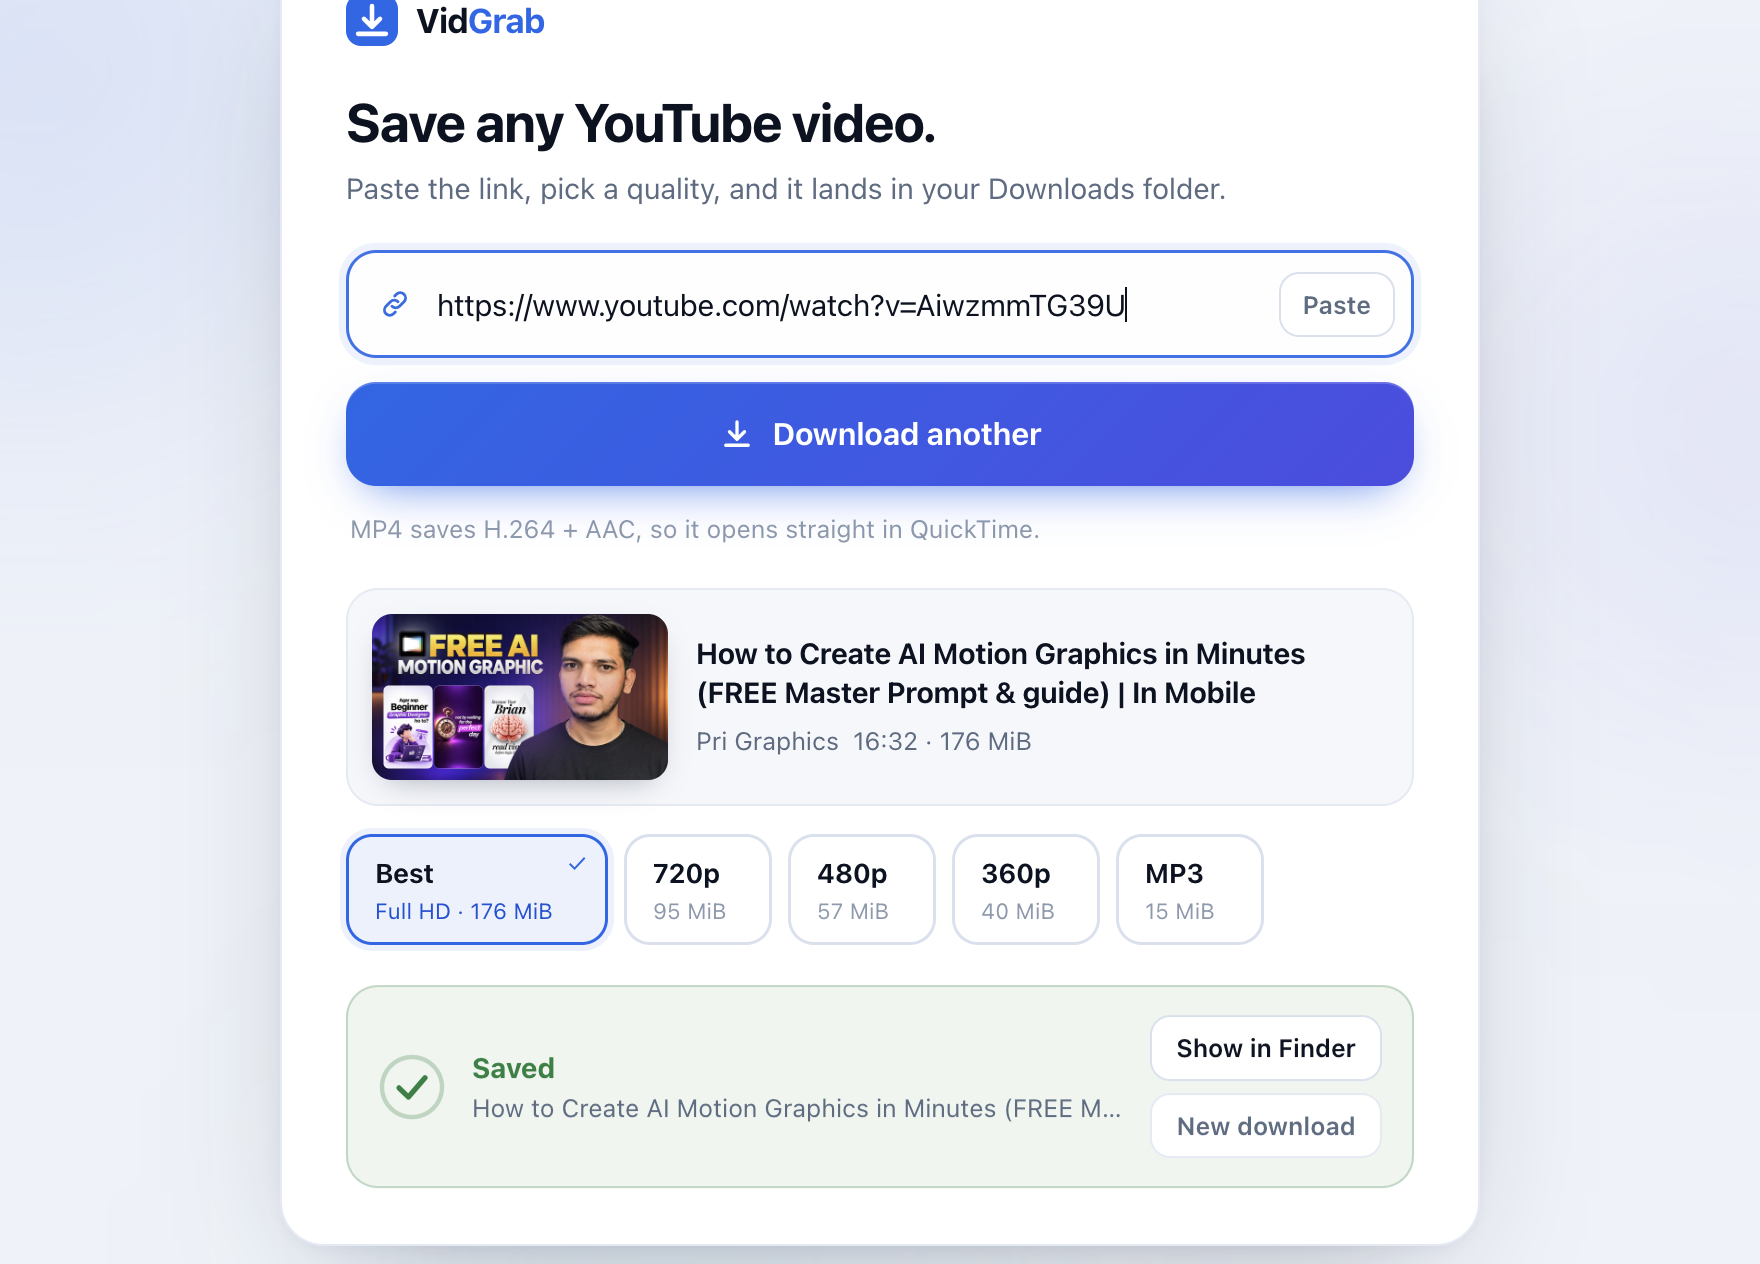 VidGrab
Save any YouTube video.
Paste the link, pick a quality, and it lands in your Downloads folder.
https://www.youtube.com/watch?v=AiwzmmTG39U
Paste
Download another
MP4 saves H.264 + AAC, so it opens straight in QuickTime.
FREE AI
MOTION GRAPHIC
Beginner
Brian
perfect
How to Create AI Motion Graphics in Minutes
(FREE Master Prompt & guide) | In Mobile
Pri Graphics 16:32 · 176 MiB
Best
Full HD · 176 MiB
720p
95 MiB
480p
57 MiB
360p
40 MiB
MP3
15 MiB
Saved
How to Create AI Motion Graphics in Minutes (FREE M...
Show in Finder
New download